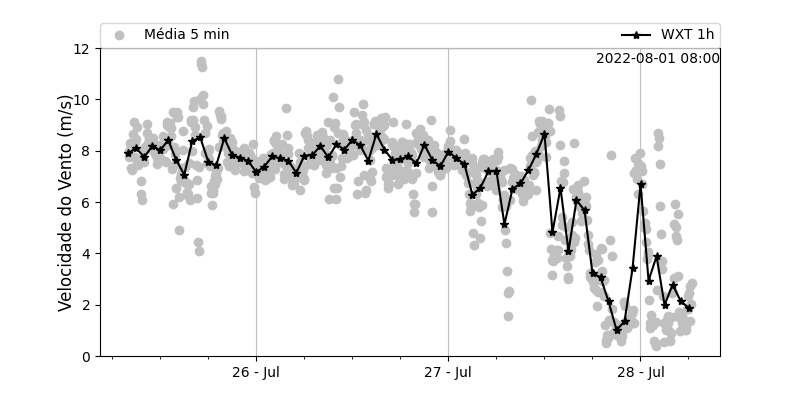 Média 5 min
WXT 1h
2022-08-01 08:00
Velocidade do Vento (m/s)
12
10
8
6
4
2
0
26 - Jul
27 - Jul
28 - Jul